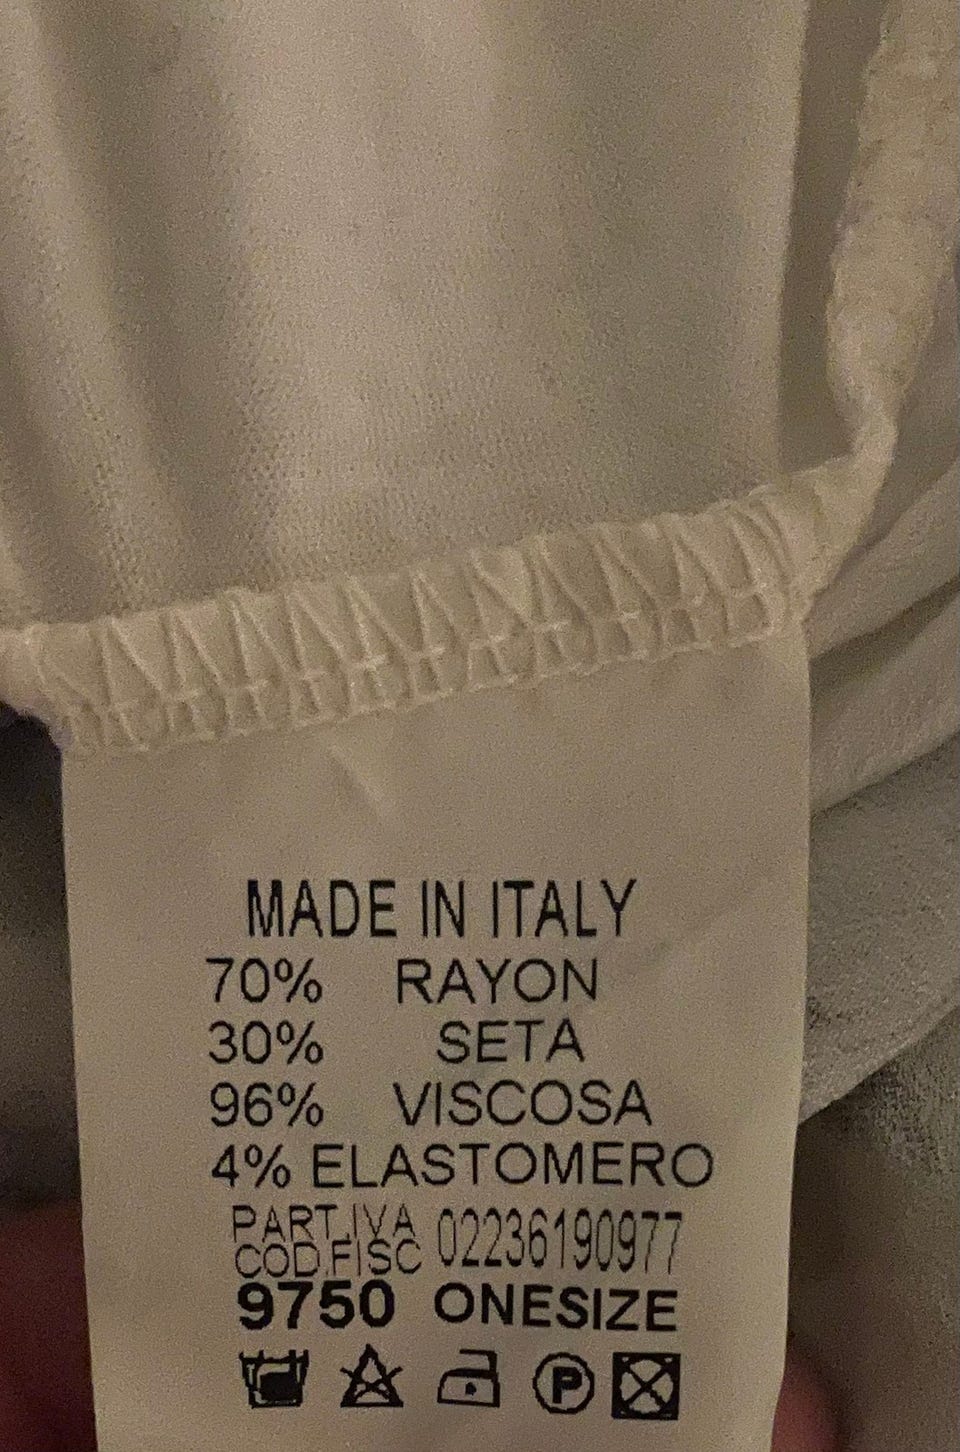 MADE IN ITALY
70% RAYON
30% SETA
96% VISCOSA
4% ELASTOMERO
PART.IVA
COD.FISC 02236190977
9750 ONESIZE
P